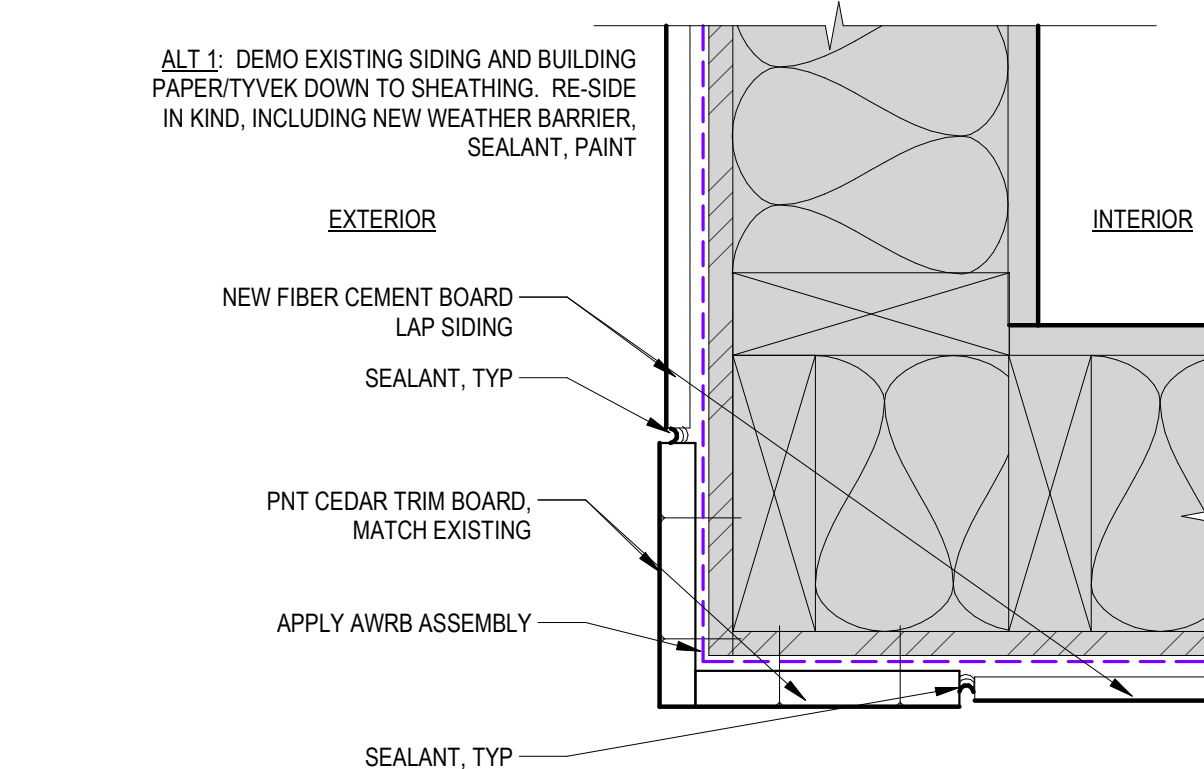 ALT 1: DEMO EXISTING SIDING AND BUILDING
PAPER/TYVEK DOWN TO SHEATHING. RE-SIDE
IN KIND, INCLUDING NEW WEATHER BARRIER,
SEALANT, PAINT
EXTERIOR
INTERIOR
NEW FIBER CEMENT BOARD
LAP SIDING
SEALANT, TYP
PNT CEDAR TRIM BOARD,
MATCH EXISTING
APPLY AWRB ASSEMBLY
SEALANT, TYP